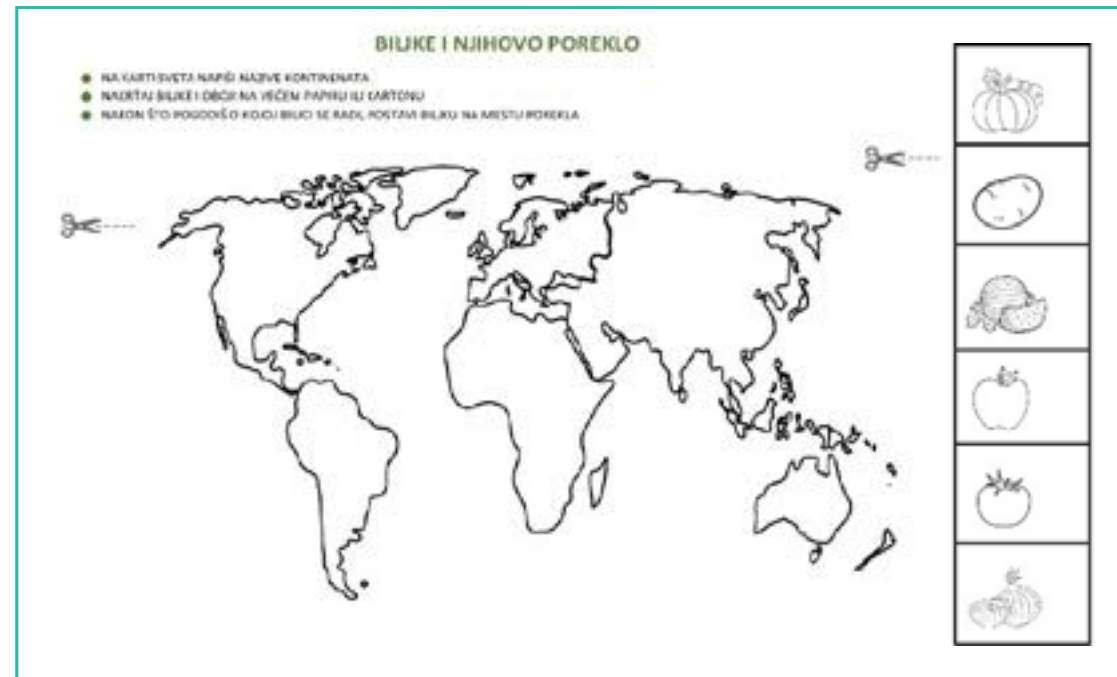 BILJKE I NJIHOVO POREKLO
NA KARTI SVETA NAPIŠI NAZIVE KONTINENATA
NACRTAJ BILJKE I OBOJI NA VEĆEM PAPIRU ILI KARTONU
NAKON ŠTO POGODIŠ O KOJOJ BILJCI SE RADI, POSTAVI BILJKU NA MESTU POREKLA